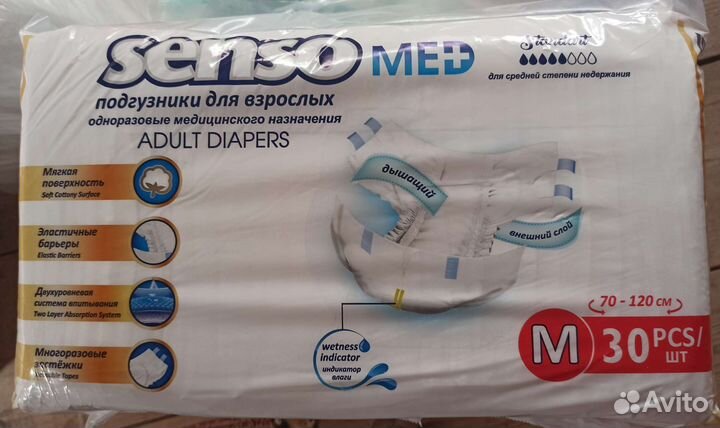 senso MED
Standart
для средней степени недержания
подгузники для взрослых
одноразовые медицинского назначения
ADULT DIAPERS
Мягкая
поверхность
Soft Cottony Surface
Эластичные
барьеры
Elastic Barriers
Двухуровневая
система впитывания
Two Layer Absorption System
Многоразовые
застёжки
Tapes
дышащий
внешний слой
wetness
indicator
индикатор
влаги
70 - 120 см
M 30 PCS/
шт
Avito